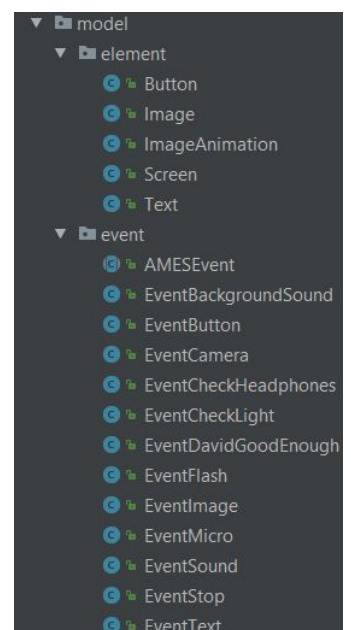 model
element
Button
Image
ImageAnimation
Screen
Text
event
AMESEvent
EventBackgroundSound
EventButton
EventCamera
EventCheckHeadphones
EventCheckLight
EventDavidGoodEnough
EventFlash
EventImage
EventMicro
EventSound
EventStop
EventText